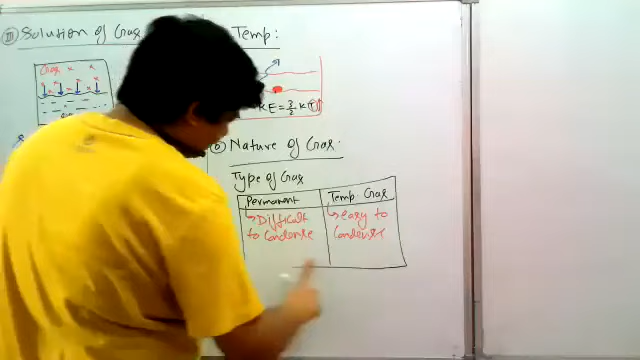 III Solution of Gas
Temp:
Gas
KE = 3/2 K T ↑
b) Nature of Gas:
Type of Gas
Permanent
Temp. Gas
↳ Difficult to Condense
↳ easy to Condense